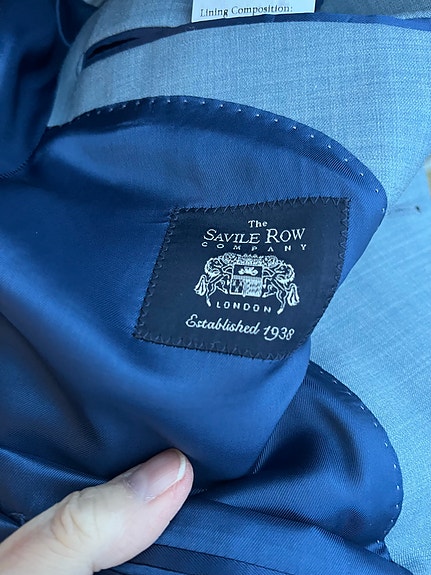 Lining Composition:
The
SAVILE ROW
COMPANY
LONDON
Established 1938